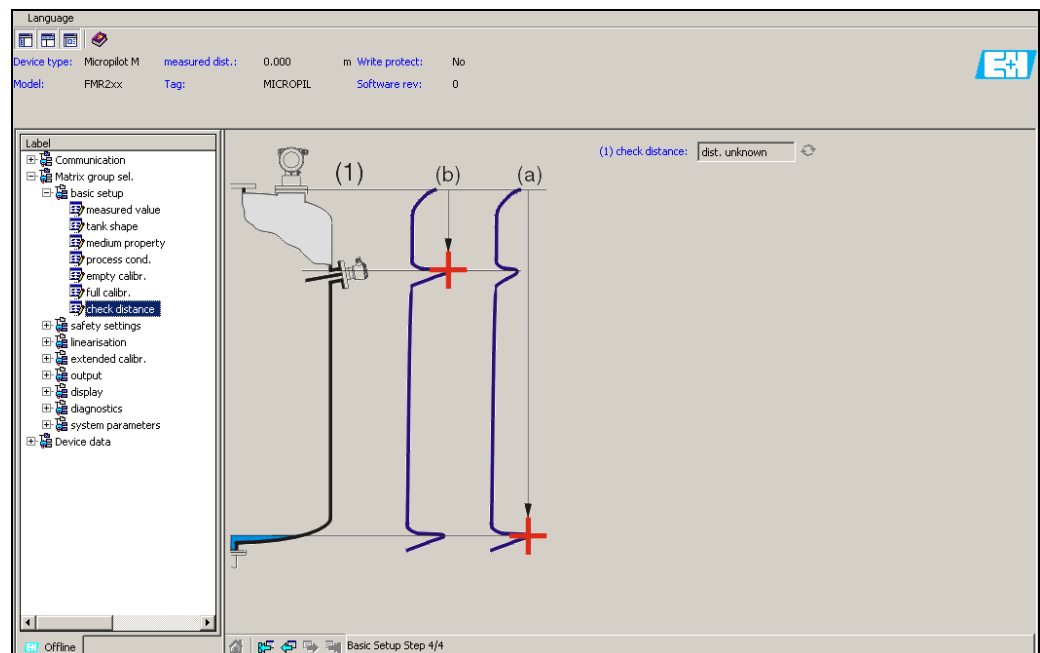 Language
Device type: Micropilot M measured dist.: 0.000 m Write protect: No
Model: FMR2xx Tag: MICROPIL Software rev: 0
E+H
Label
Communication
Matrix group sel.
basic setup
measured value
tank shape
medium property
process cond.
empty calibr.
full calibr.
check distance
safety settings
linearisation
extended calibr.
output
display
diagnostics
system parameters
Device data
(1) check distance: dist. unknown
(1) (b) (a)
Offline
Basic Setup Step 4/4